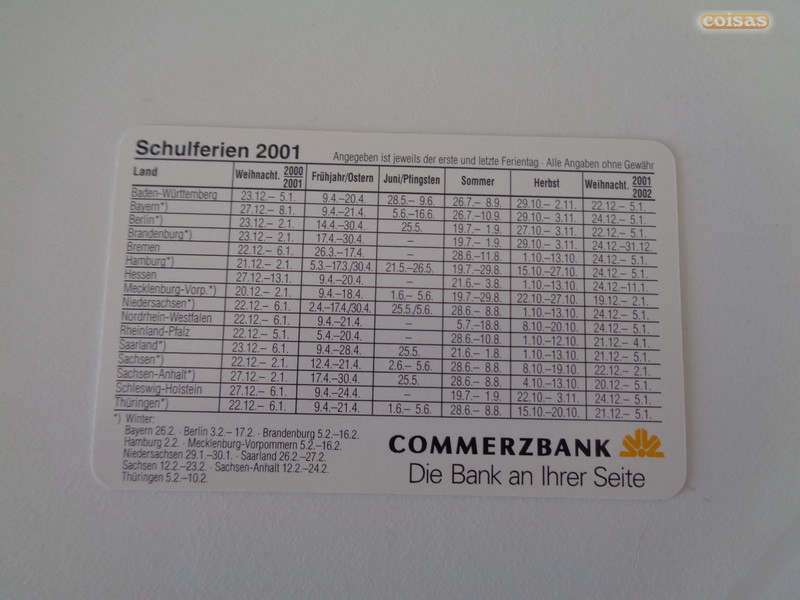 coisas
Schulferien 2001
Angegeben ist jeweils der erste und letzte Ferientag · Alle Angaben ohne Gewähr
Land Weihnacht. 2000/2001 Frühjahr/Ostern Juni/Pfingsten Sommer Herbst Weihnacht. 2001/2002
Baden-Württemberg 23.12.– 5.1. 9.4.–20.4. 28.5.– 9.6. 26.7.– 8.9. 29.10.– 2.11. 22.12.– 5.1.
Bayern*) 27.12.– 8.1. 9.4.–21.4. 5.6.–16.6. 26.7.–10.9 29.10.– 3.11. 24.12.– 5.1.
Berlin*) 23.12.– 2.1. 14.4.–30.4. 25.5. 19.7.– 1.9. 27.10.– 3.11. 22.12.– 5.1.
Brandenburg*) 23.12.– 2.1. 17.4.–30.4. – 19.7.– 1.9. 29.10.– 3.11. 24.12.–31.12.
Bremen 22.12.– 6.1. 26.3.–17.4. – 28.6.–11.8. 1.10.–13.10. 24.12.– 5.1.
Hamburg*) 21.12.– 2.1. 5.3.–17.3./30.4. 21.5.–26.5. 19.7.–29.8. 15.10.–27.10. 24.12.– 5.1.
Hessen 27.12.–13.1. 9.4.–20.4. – 21.6.– 3.8. 1.10.–13.10. 24.12.–11.1.
Mecklenburg-Vorp.*) 20.12.– 2.1. 9.4.–18.4. 1.6.– 5.6. 19.7.–29.8. 22.10.–27.10. 19.12.– 2.1.
Niedersachsen*) 22.12.– 6.1. 2.4.–17.4./30.4. 25.5./5.6. 28.6.– 8.8. 1.10.–13.10. 24.12.– 5.1.
Nordrhein-Westfalen 22.12.– 6.1. 9.4.–21.4. – 5.7.–18.8. 8.10.–20.10. 24.12.– 5.1.
Rheinland-Pfalz 22.12.– 5.1. 5.4.–20.4. – 28.6.–10.8. 1.10.–12.10. 21.12.– 4.1.
Saarland*) 23.12.– 6.1. 9.4.–28.4. 25.5. 21.6.– 1.8. 1.10.–13.10. 21.12.– 5.1.
Sachsen*) 22.12.– 2.1. 12.4.–21.4. 2.6.– 5.6. 28.6.– 8.8. 8.10.–19.10. 22.12.– 2.1.
Sachsen-Anhalt*) 27.12.– 2.1. 17.4.–30.4. 25.5. 28.6.– 8.8. 4.10.–13.10. 20.12.– 5.1.
Schleswig-Holstein 27.12.– 6.1. 9.4.–24.4. – 19.7.– 1.9. 22.10.– 3.11. 24.12.– 5.1.
Thüringen*) 22.12.– 6.1. 9.4.–21.4. 1.6.– 5.6. 28.6.– 8.8. 15.10.–20.10. 21.12.– 5.1.
*) Winter:
Bayern 26.2. · Berlin 3.2.– 17.2. · Brandenburg 5.2.–16.2.
Hamburg 2.2. · Mecklenburg-Vorpommern 5.2.–16.2.
Niedersachsen 29.1.–30.1. · Saarland 26.2.–27.2.
Sachsen 12.2.–23.2. · Sachsen-Anhalt 12.2.–24.2.
Thüringen 5.2.–10.2.
COMMERZBANK
Die Bank an Ihrer Seite